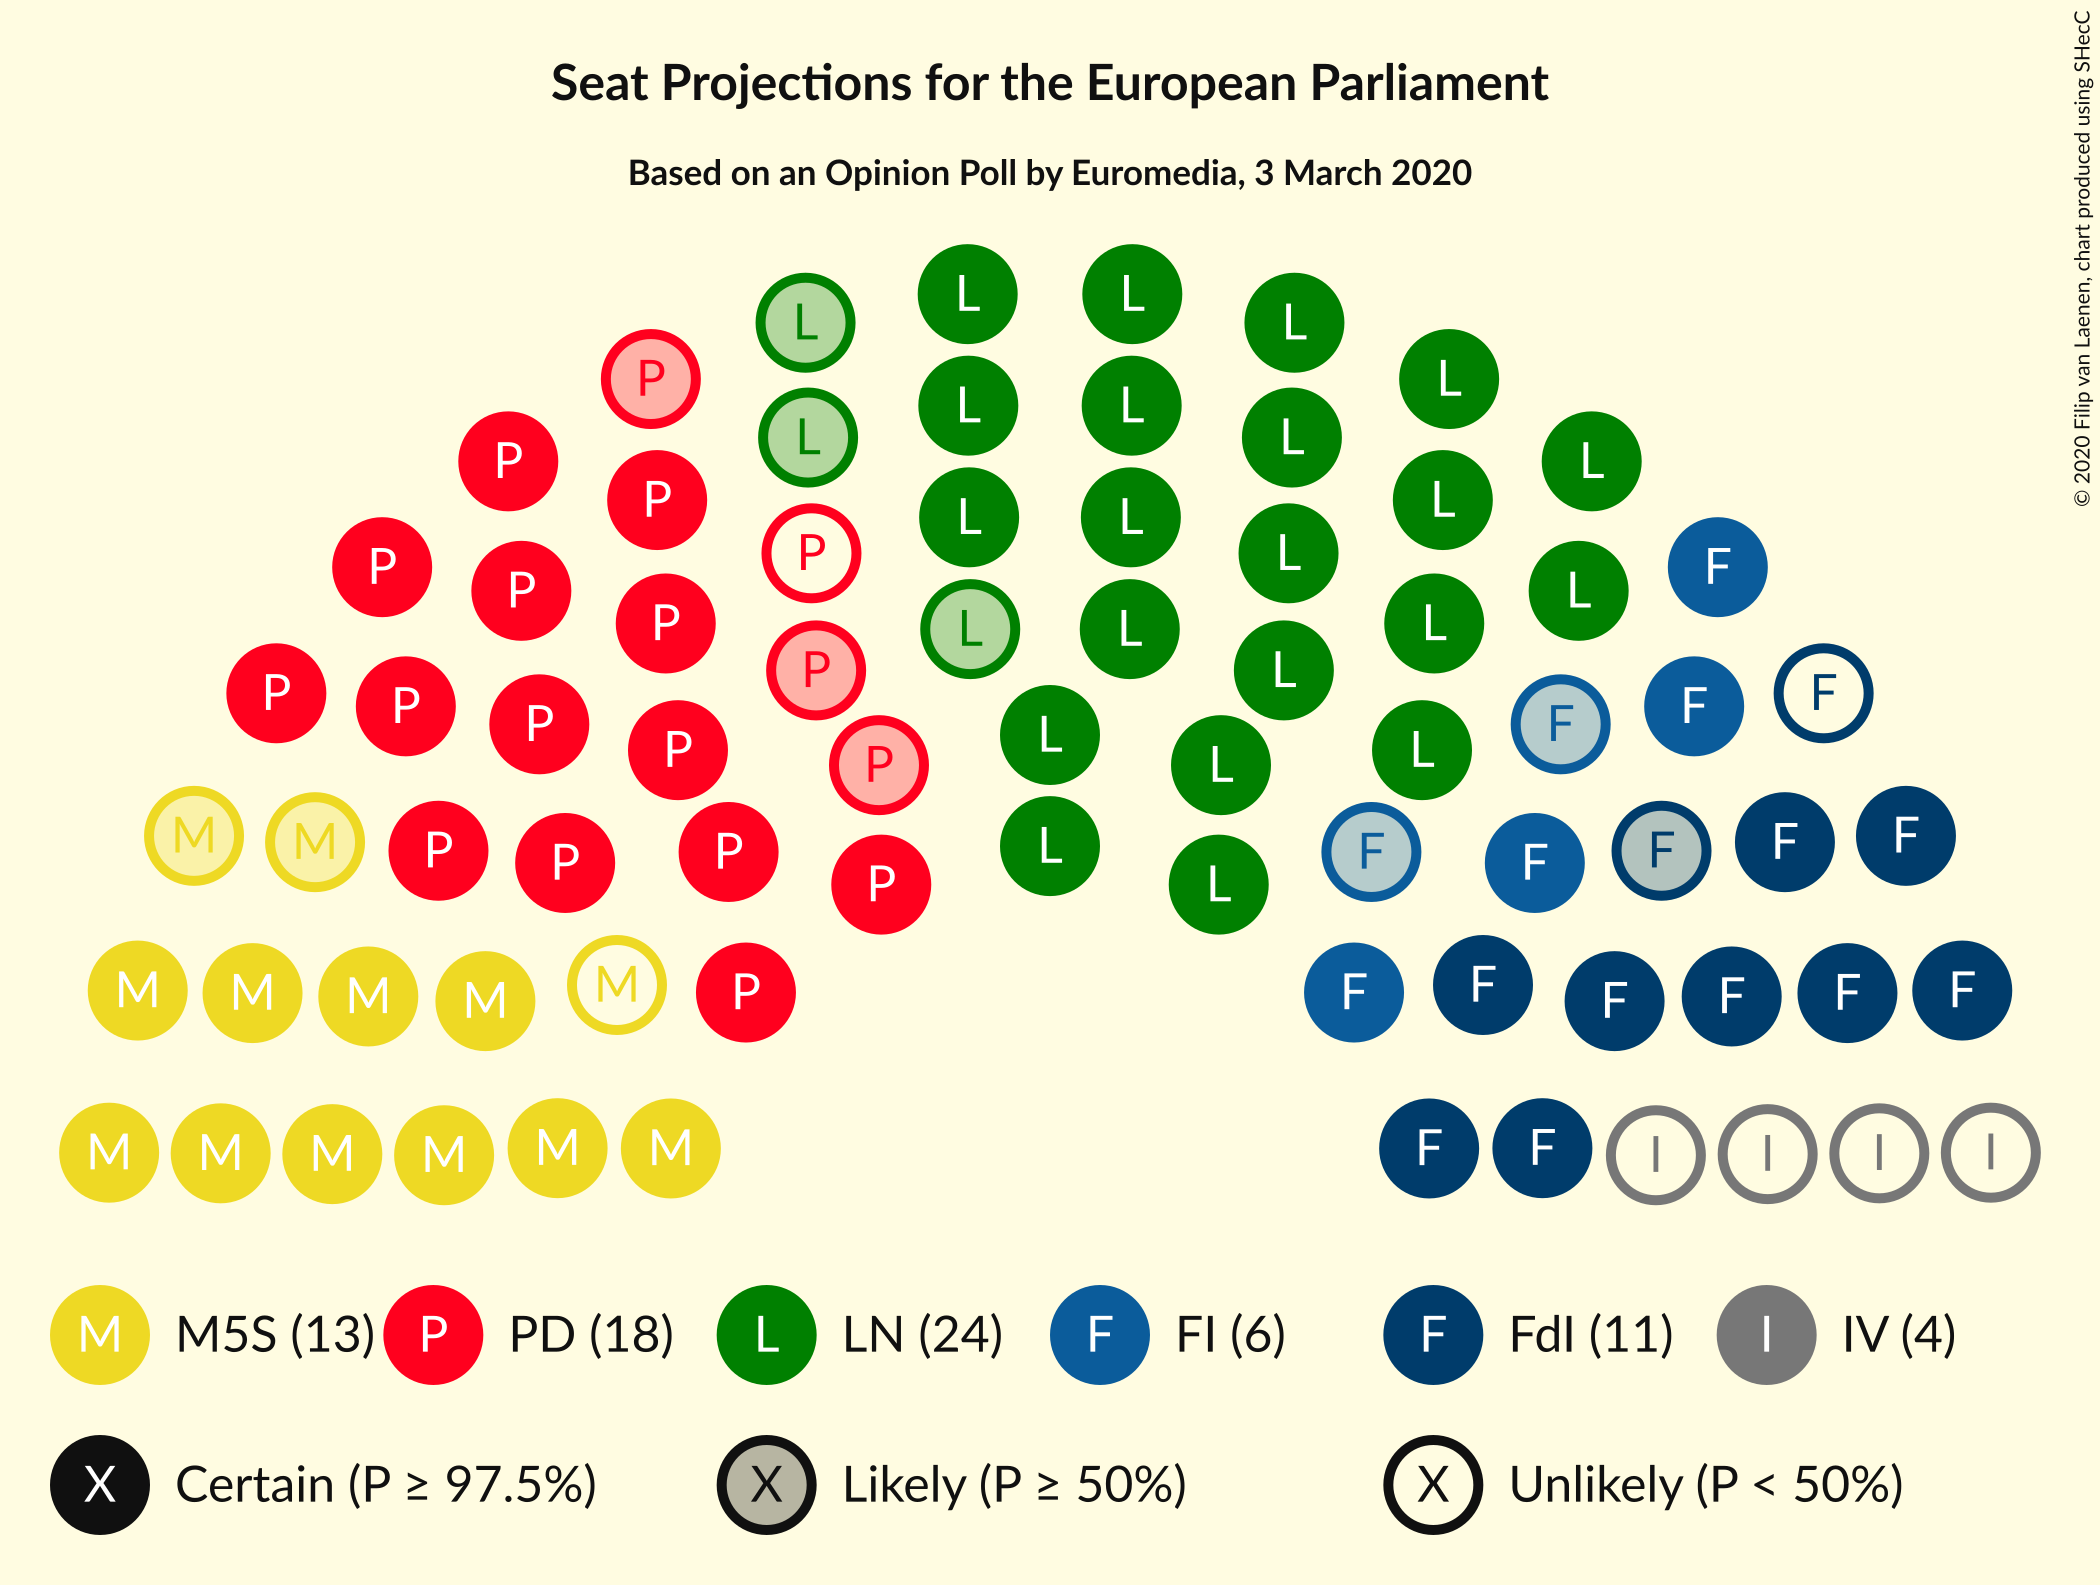 Seat Projections for the European Parliament
Based on an Opinion Poll by Euromedia, 3 March 2020
© 2020 Filip van Laenen, chart produced using SHecC
L L
L L
P L
L L
L L
P L
P L
P L
L L
P L
P F
P L
L L
P L
P L
F P
P P
F F
P F
P L
L
P L
M F
M F
P F
L P
F
P F
P L
M M
M M
M F
P F
F F
F F
F F
M M
F F
M M M M
I I I I
M M5S (13) P PD (18) L LN (24) F FI (6) F FdI (11) I IV (4)
X Certain (P ≥ 97.5%) X Likely (P ≥ 50%) X Unlikely (P < 50%)